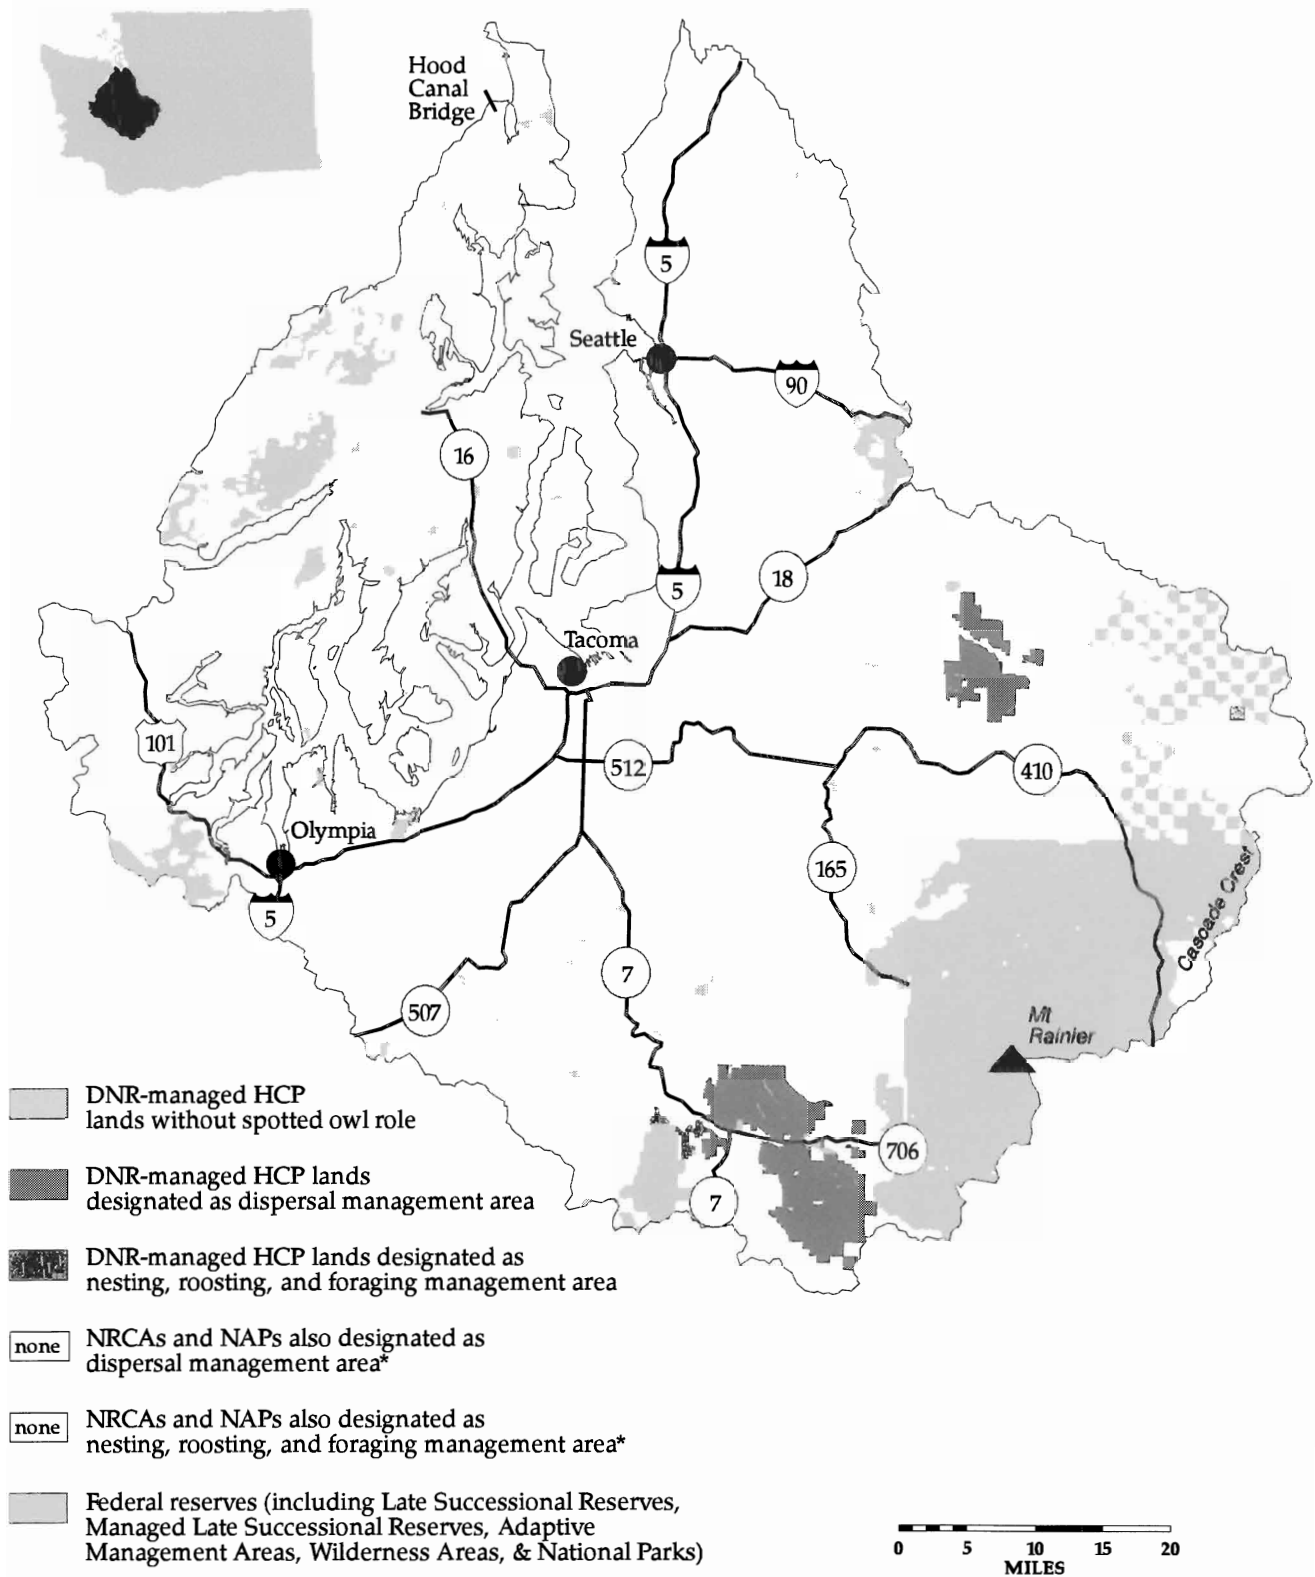 Hood
Canal
Bridge
5
Seattle
90
16
5
18
Tacoma
101
512
410
Olympia
165
5
Cascade Crest
7
507
Mt
Rainier
706
7
DNR-managed HCP
lands without spotted owl role
DNR-managed HCP lands
designated as dispersal management area
DNR-managed HCP lands designated as
nesting, roosting, and foraging management area
none
NRCAs and NAPs also designated as
dispersal management area*
none
NRCAs and NAPs also designated as
nesting, roosting, and foraging management area*
Federal reserves (including Late Successional Reserves,
Managed Late Successional Reserves, Adaptive
Management Areas, Wilderness Areas, & National Parks)
0 5 10 15 20
MILES